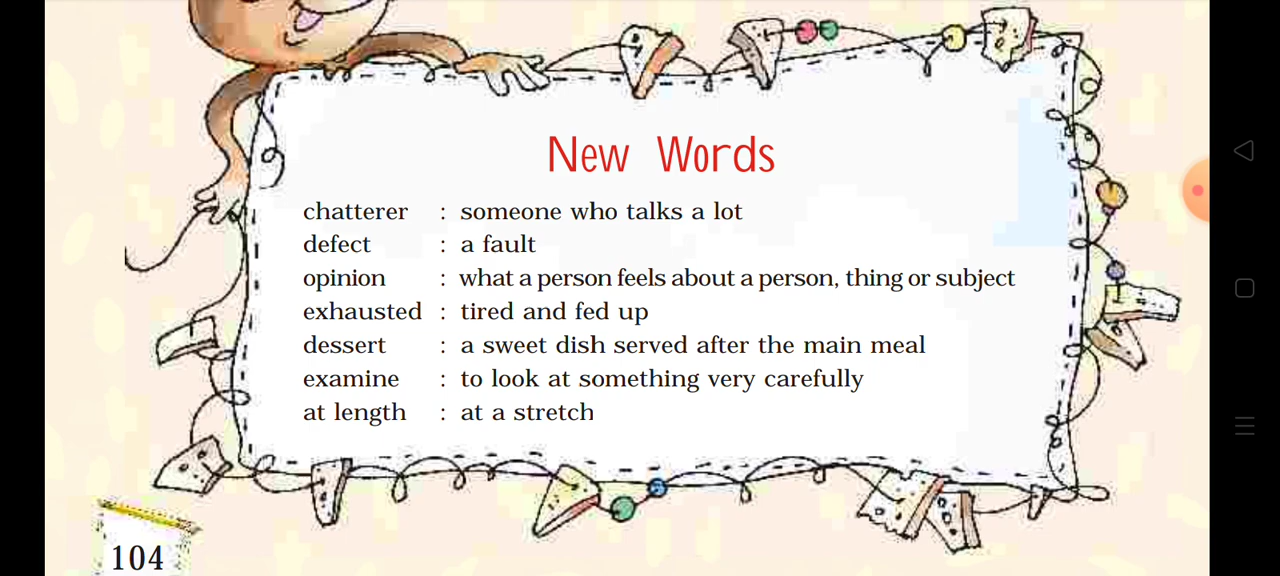 New Words
chatterer : someone who talks a lot
defect : a fault
opinion : what a person feels about a person, thing or subject
exhausted : tired and fed up
dessert : a sweet dish served after the main meal
examine : to look at something very carefully
at length : at a stretch
104